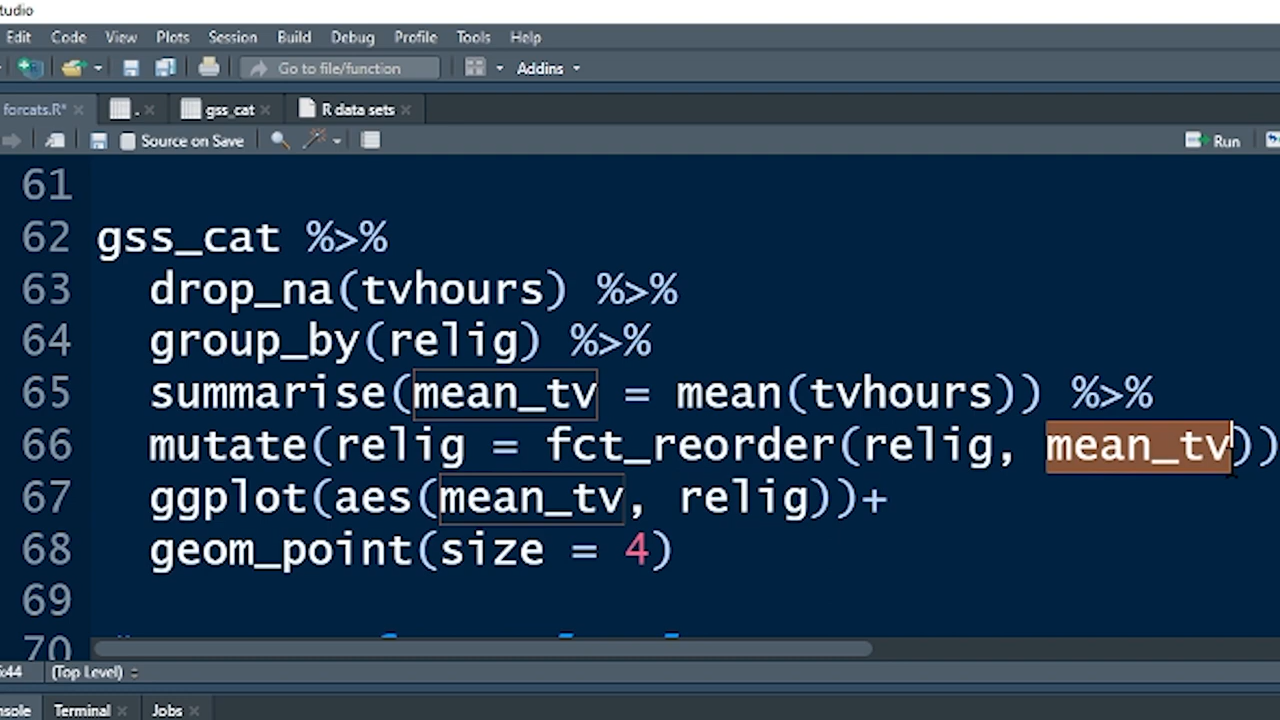 tudio
Edit Code View Plots Session Build Debug Profile Tools Help
Go to file/function Addins
forcats.R* . gss_cat R data sets
Source on Save Run
61
62 gss_cat %>%
63 drop_na(tvhours) %>%
64 group_by(relig) %>%
65 summarise(mean_tv = mean(tvhours)) %>%
66 mutate(relig = fct_reorder(relig, mean_tv))
67 ggplot(aes(mean_tv, relig))+
68 geom_point(size = 4)
69
70
:44 (Top Level)
nsole Terminal Jobs